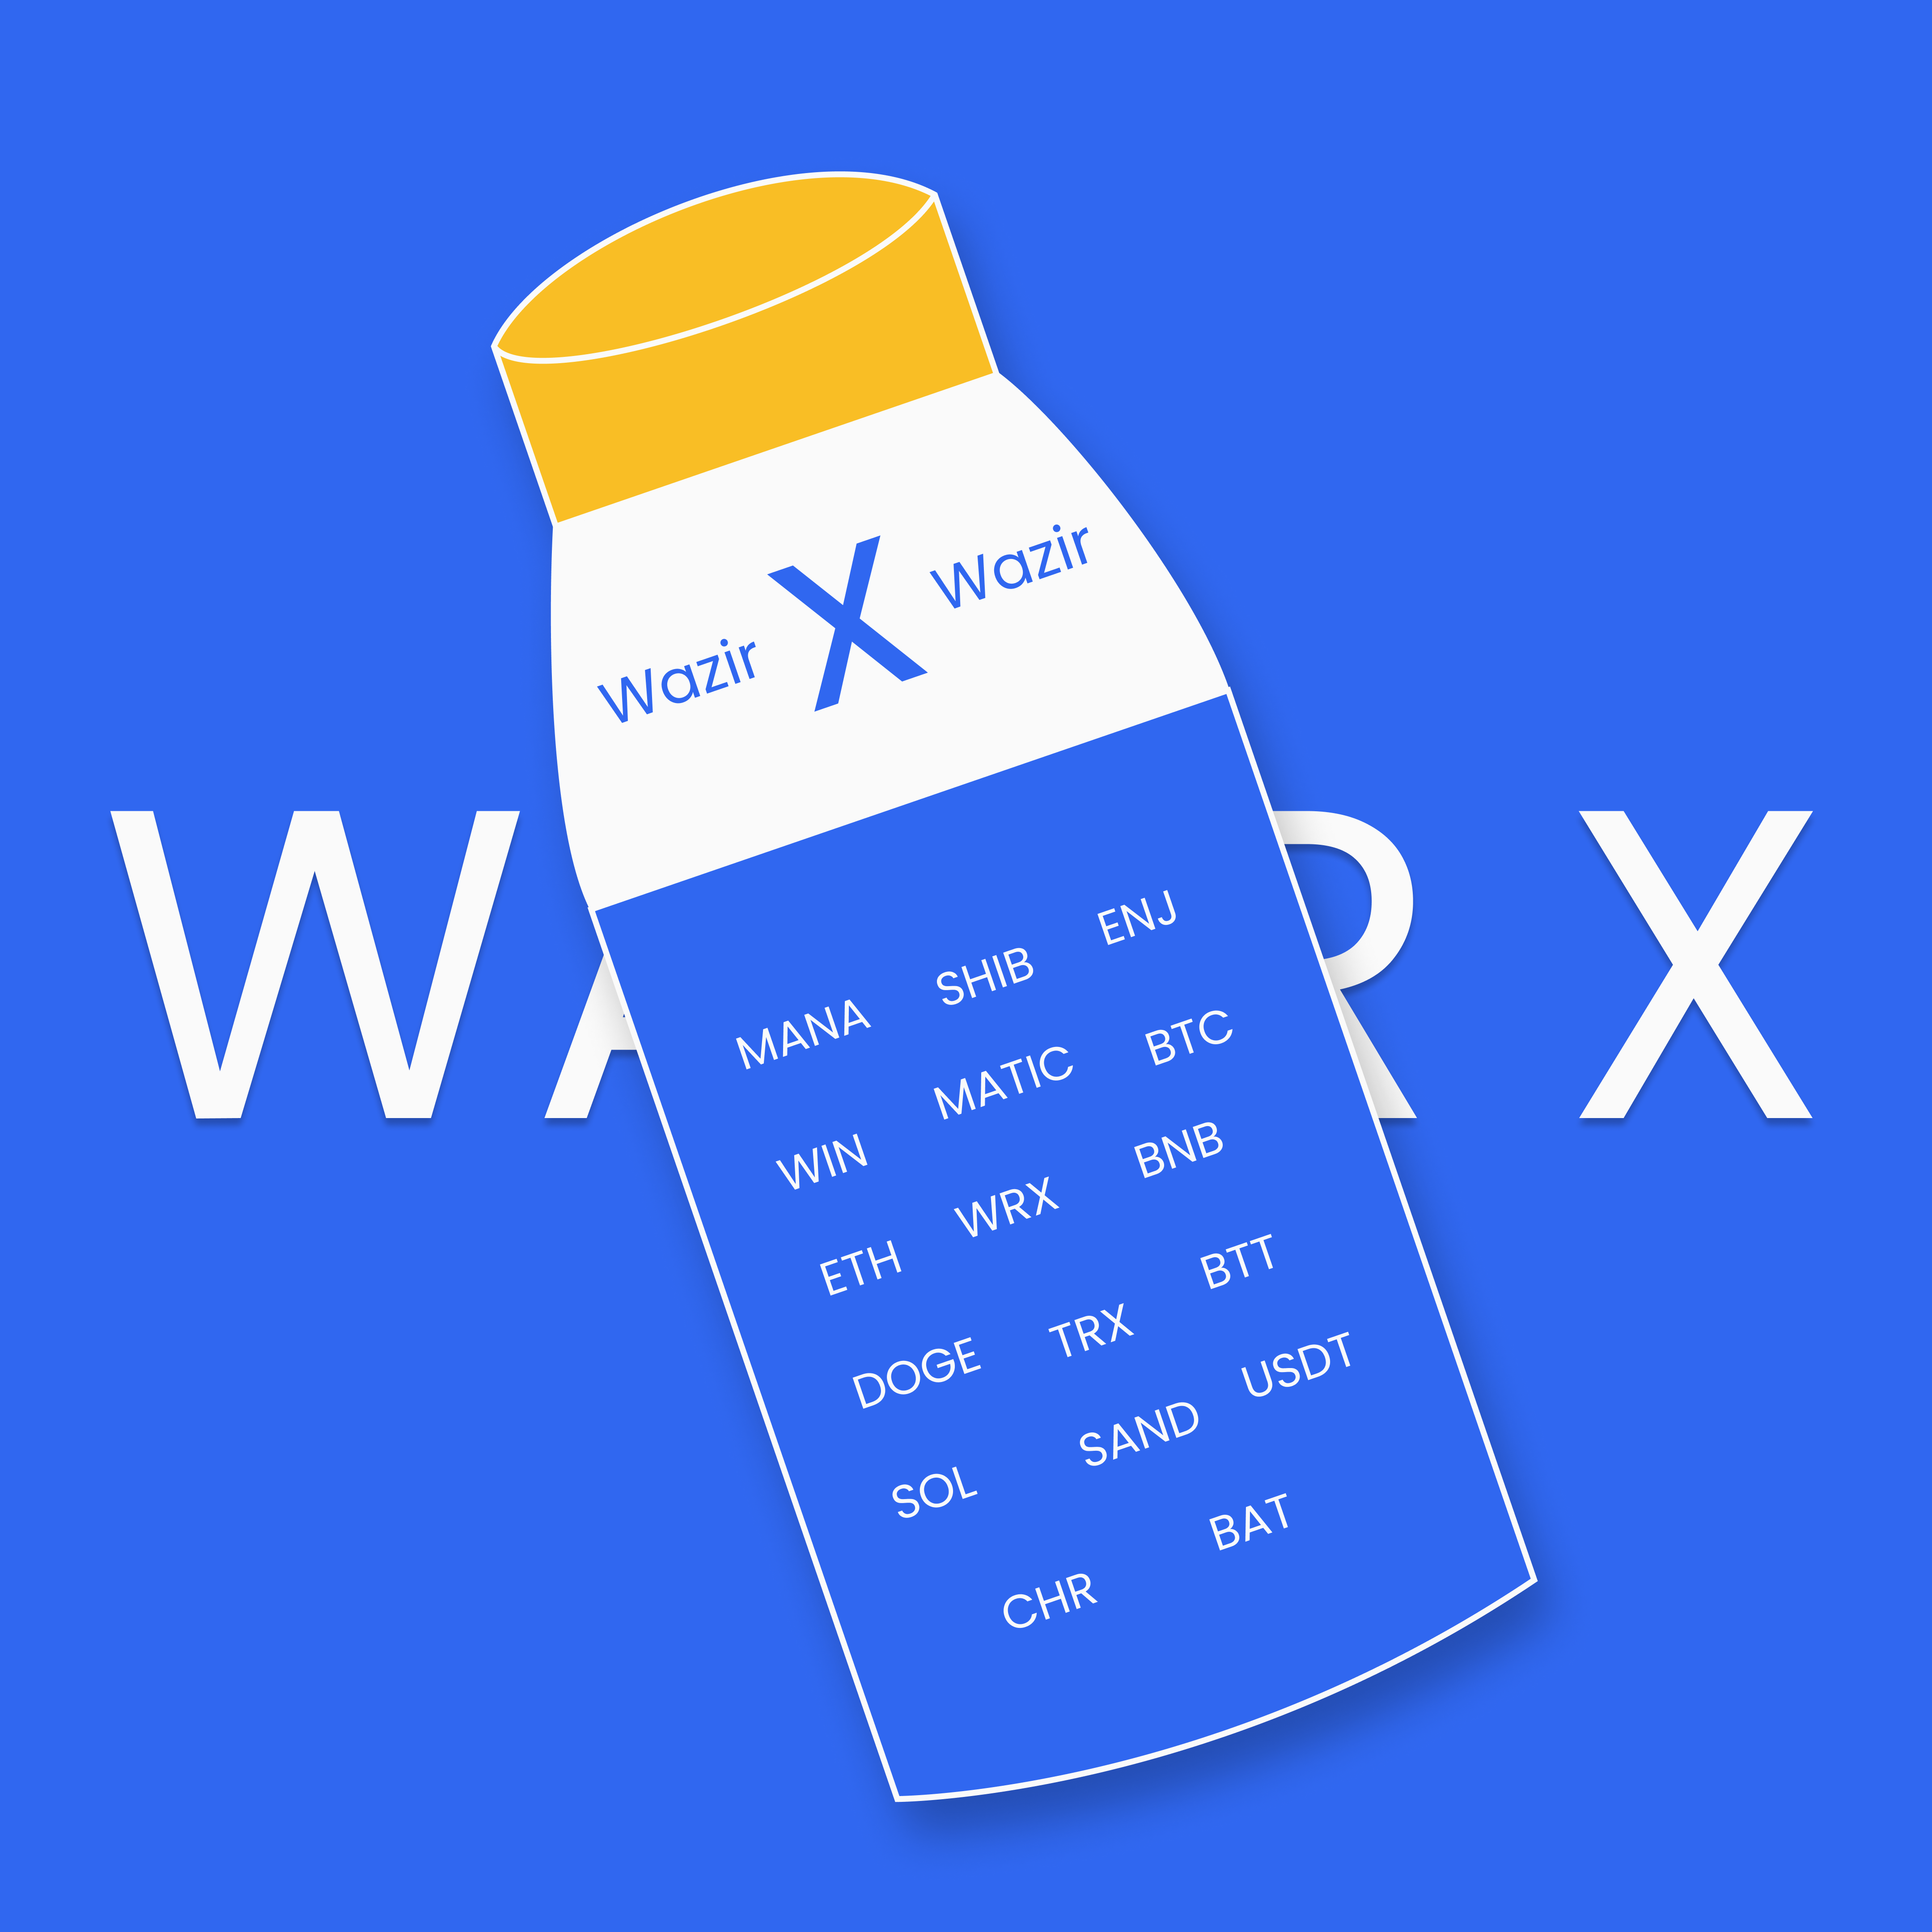 Wazir X Wazir
WA R X
MANA SHIB ENJ
WIN MATIC BTC
ETH WRX BNB
DOGE TRX BTT
SOL SAND USDT
CHR BAT